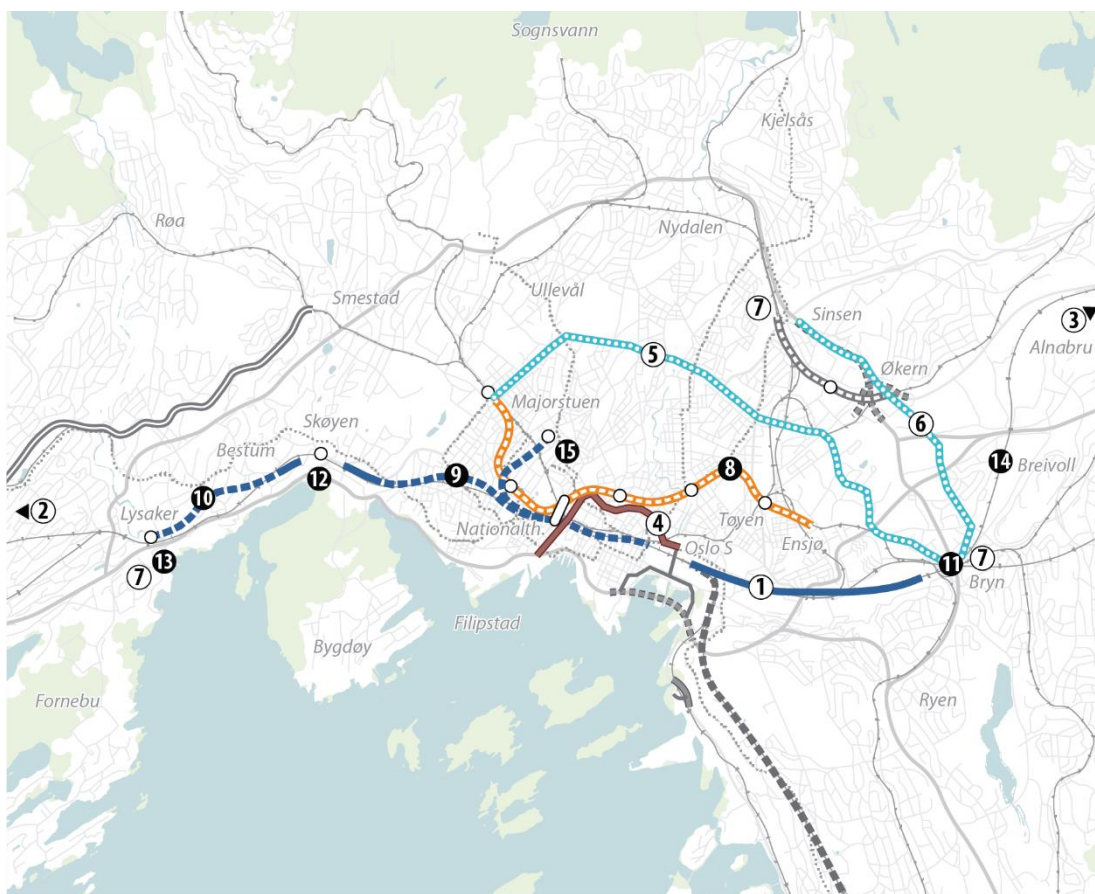 Sognsvann
Kjelsås
Røa
Nydalen
Smestad
Ullevål
7
Sinsen
3
Alnabru
5
Økern
Majorstuen
Skøyen
6
Bestum
15
12
9
8
14
Breivoll
10
2
Lysaker
Nationalth.
4
Tøyen
Oslo S
Ensjø
13
7
11
7
Bryn
1
Filipstad
Bygdøy
Fornebu
Ryen